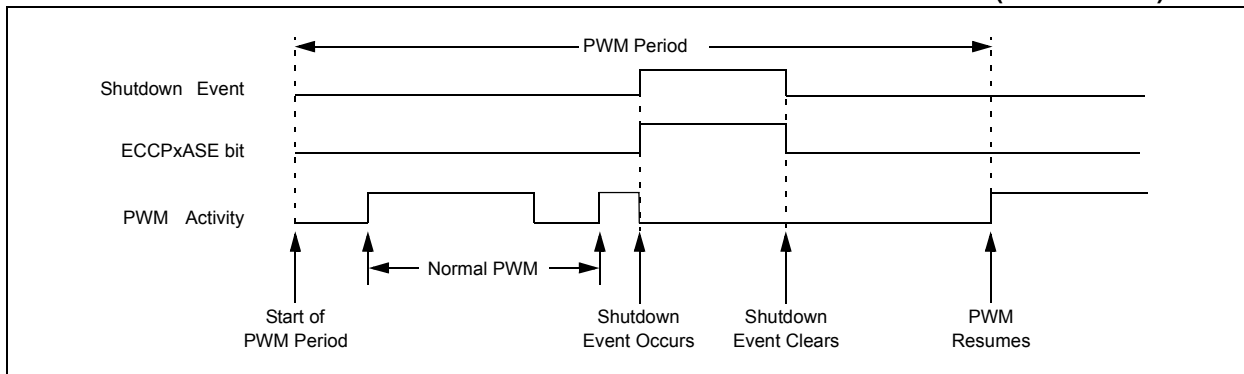 PWM Period
Shutdown Event
ECCPxASE bit
PWM Activity
Normal PWM
Start of
PWM Period
Shutdown
Event Occurs
Shutdown
Event Clears
PWM
Resumes